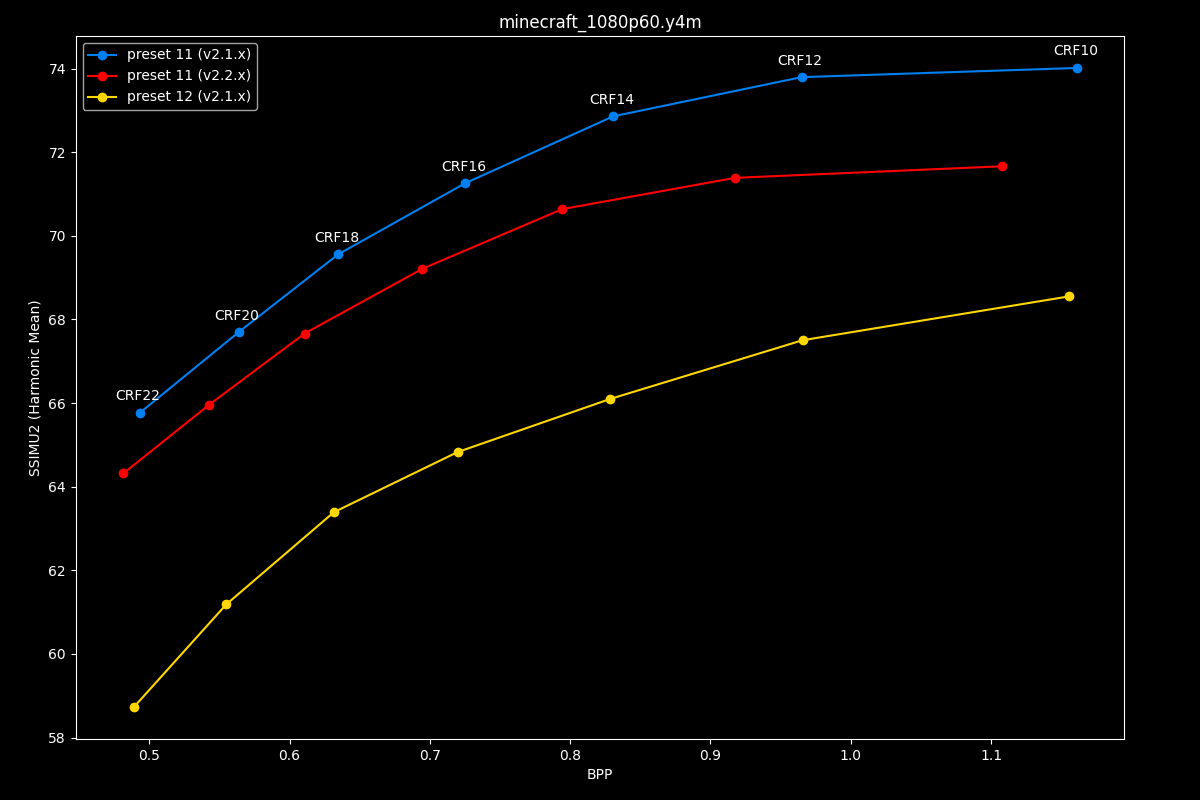 minecraft_1080p60.y4m
preset 11 (v2.1.x)
preset 11 (v2.2.x)
preset 12 (v2.1.x)
CRF10
CRF12
CRF14
CRF16
CRF18
CRF20
CRF22
74
72
70
68
66
64
62
60
58
SSIMU2 (Harmonic Mean)
0.5
0.6
0.7
0.8
0.9
1.0
1.1
BPP